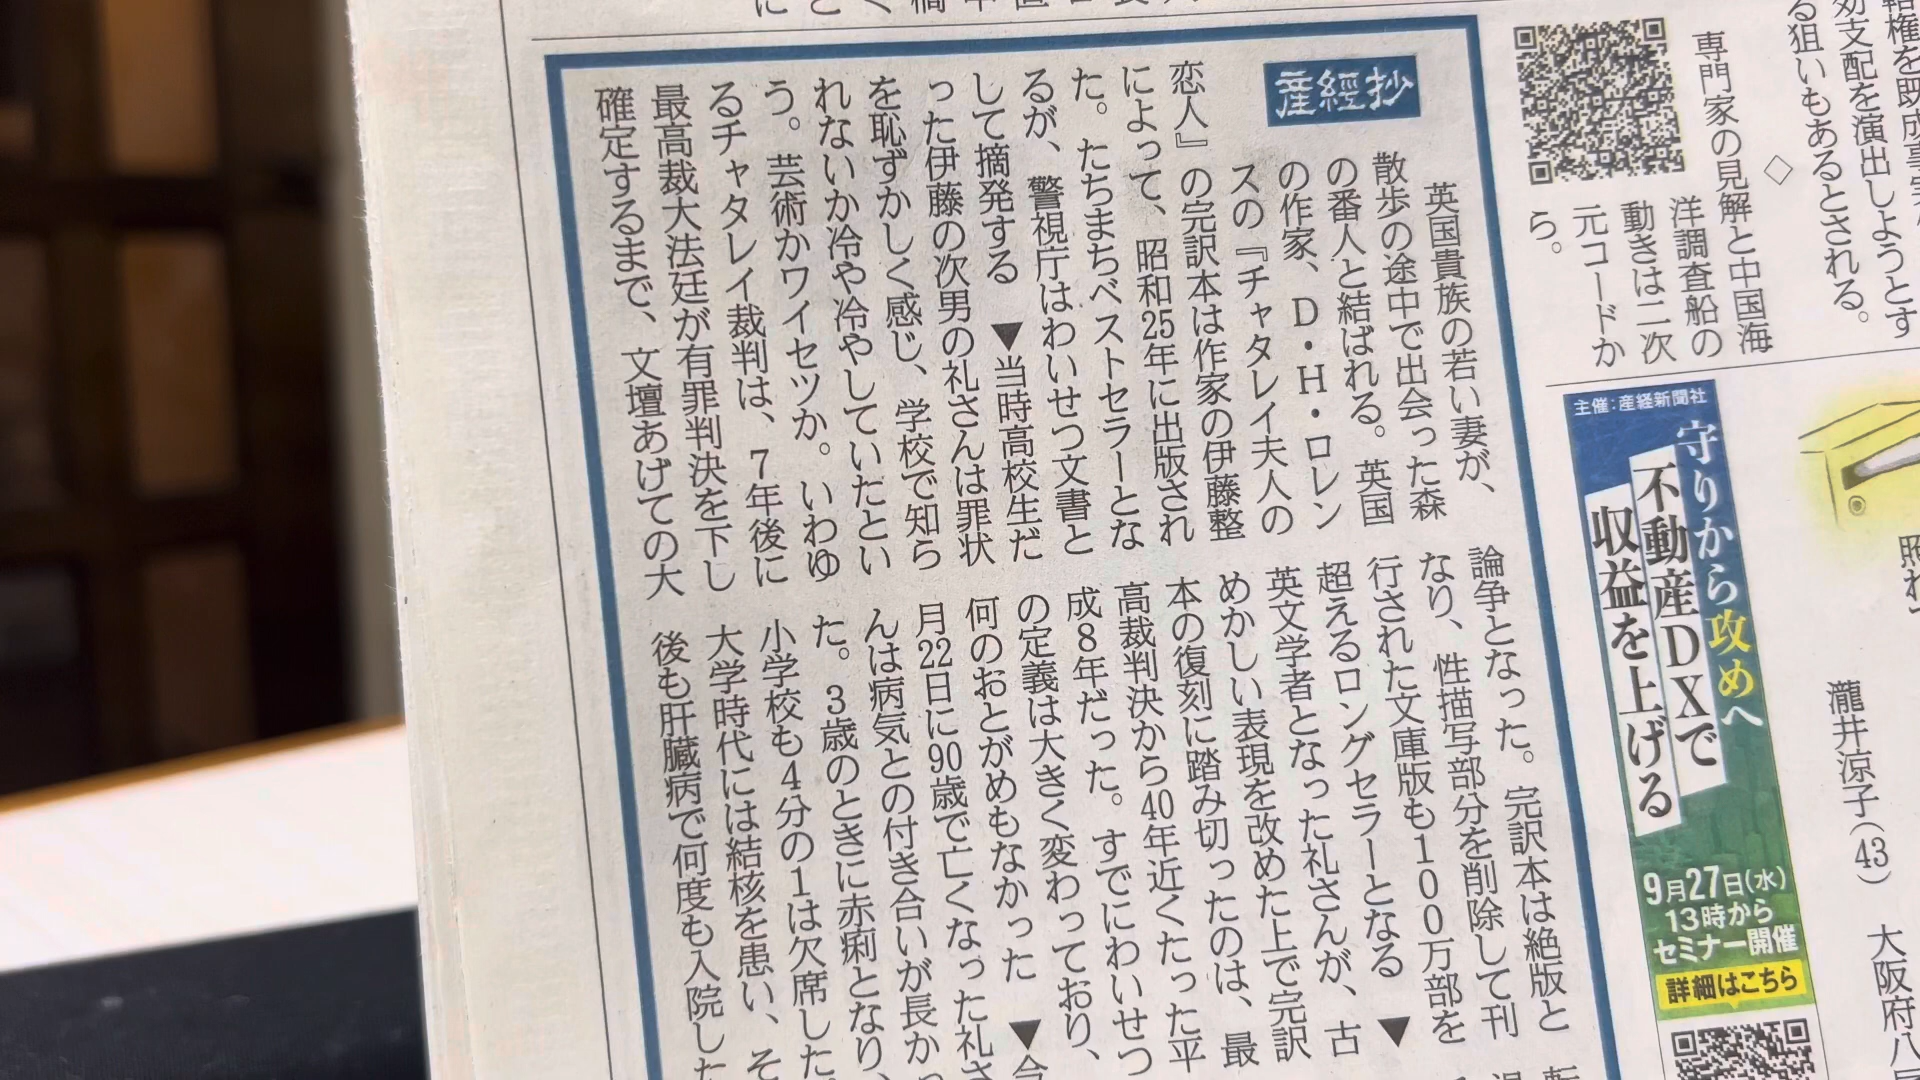 産經抄
英国貴族の若い妻が、
散歩の途中で出会った森
の番人と結ばれる。英国
の作家、D・H・ロレン
スの『チャタレイ夫人の
恋人』の完訳本は作家の伊藤整
によって、昭和25年に出版され
た。たちまちベストセラーとな
るが、警視庁はわいせつ文書と
して摘発する▼当時高校生だ
った伊藤の次男の礼さんは罪状
を恥ずかしく感じ、学校で知ら
れないか冷や冷やしていたとい
う。芸術かワイセツか。いわゆ
るチャタレイ裁判は、7年後に
最高裁大法廷が有罪判決を下し
確定するまで、文壇あげての大
論争となった。完訳本は絶版と
なり、性描写部分を削除して刊
行された文庫版も100万部を
超えるロングセラーとなる▼
英文学者となった礼さんが、古
めかしい表現を改めた上で完訳
本の復刻に踏み切ったのは、最
高裁判決から40年近くたった平
成8年だった。すでにわいせつ
の定義は大きく変わっており、
何のおとがめもなかった▼今
月22日に90歳で亡くなった礼さ
んは病気との付き合いが長かっ
た。3歳のときに赤痢となり、
小学校も4分の1は欠席した。
大学時代には結核を患い、そ
後も肝臓病で何度も入院した
る狙いもあるとされる。
◇
専門家の見解と中国海
洋調査船の
動きは二次
元コードか
ら。
主催:産経新聞社
守りから攻めへ
不動産DXで
収益を上げる
9月27日(水)
13時から
セミナー開催
詳細はこちら
瀧井涼子(43)
大阪府八